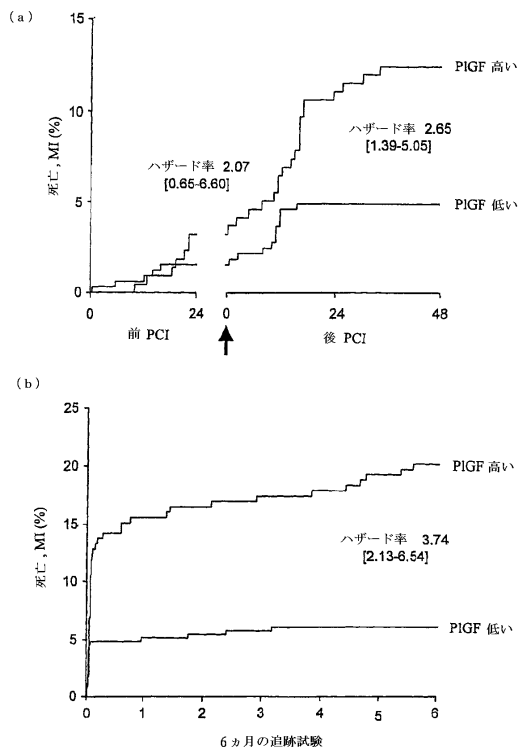 (a)
15
10
5
0
死亡, MI (%)
PlGF 高い
ハザード率 2.65
[1.39-5.05]
ハザード率 2.07
[0.65-6.60]
PlGF 低い
0
24
0
24
48
前 PCI
後 PCI
(b)
25
20
15
10
5
0
死亡, MI (%)
PlGF 高い
ハザード率 3.74
[2.13-6.54]
PlGF 低い
0
1
2
3
4
5
6
6ヵ月の追跡試験